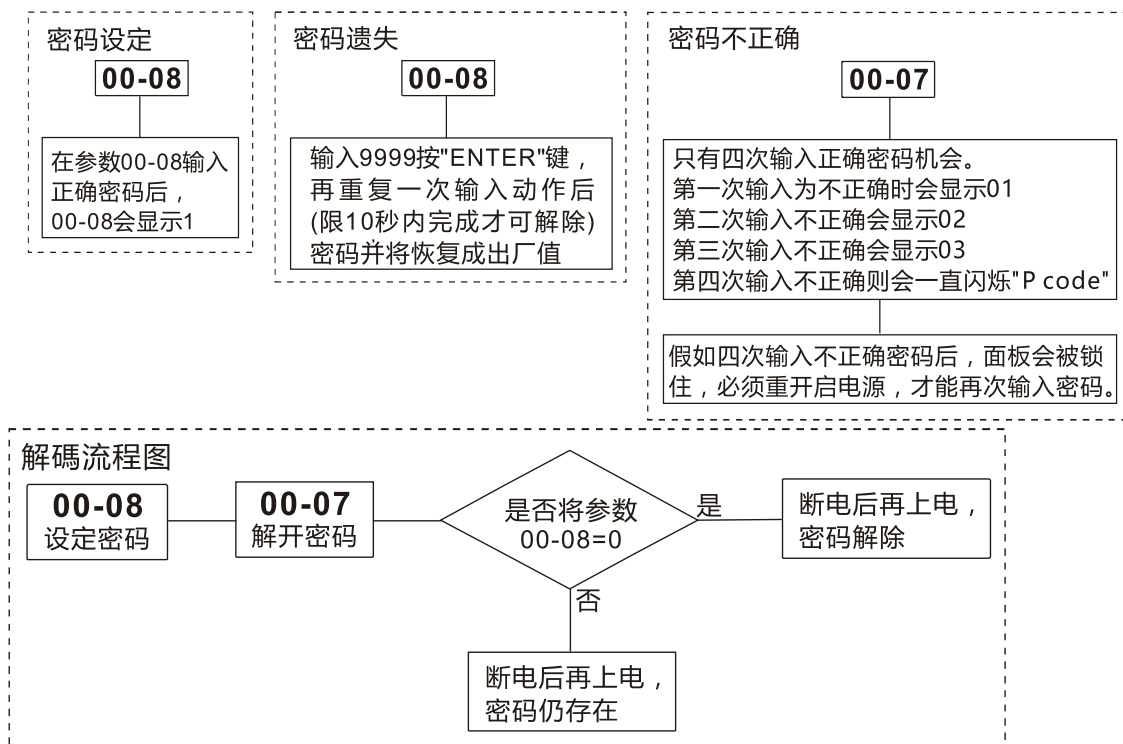 密码设定
00-08
在参数00-08输入
正确密码后，
00-08会显示1
密码遗失
00-08
输入9999按"ENTER"键，
再重复一次输入动作后
(限10秒内完成才可解除)
密码并将恢复成出厂值
密码不正确
00-07
只有四次输入正确密码机会。
第一次输入为不正确时会显示01
第二次输入不正确会显示02
第三次输入不正确会显示03
第四次输入不正确则会一直闪烁"P code"
假如四次输入不正确密码后，面板会被锁
住，必须重开启电源，才能再次输入密码。
解碼流程图
00-08
设定密码
00-07
解开密码
是否将参数
00-08=0
是
断电后再上电，
密码解除
否
断电后再上电，
密码仍存在